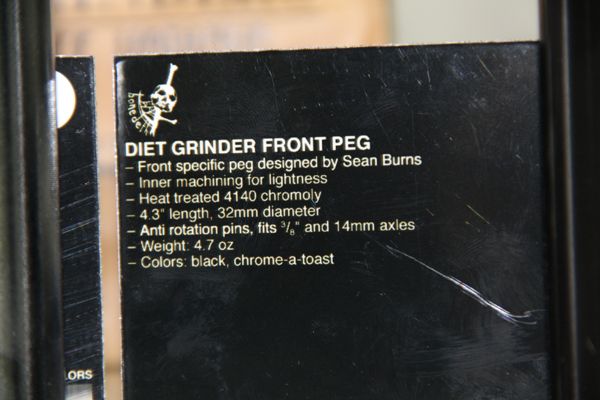 bonedeth
DIET GRINDER FRONT PEG
– Front specific peg designed by Sean Burns
– Inner machining for lightness
– Heat treated 4140 chromoly
– 4.3" length, 32mm diameter
– Anti rotation pins, fits 3/8" and 14mm axles
– Weight: 4.7 oz
– Colors: black, chrome-a-toast
ORS